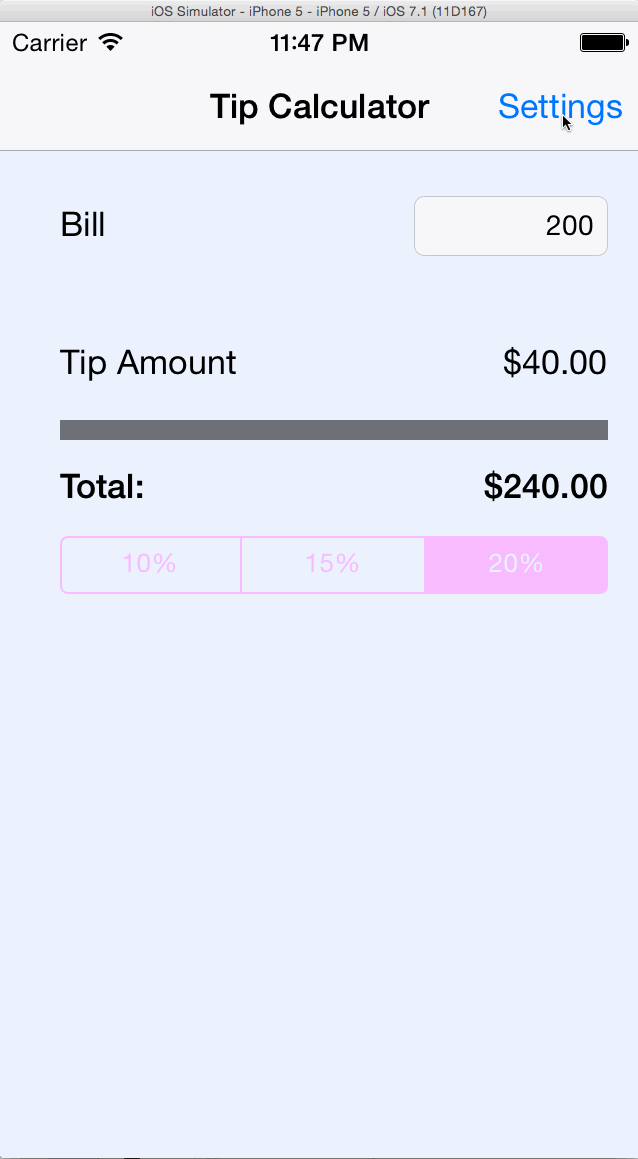 iOS Simulator - iPhone 5 - iPhone 5 / iOS 7.1 (11D167)
Carrier 11:47 PM
Tip Calculator Settings
Bill 200
Tip Amount $40.00
Total: $240.00
10% 15% 20%